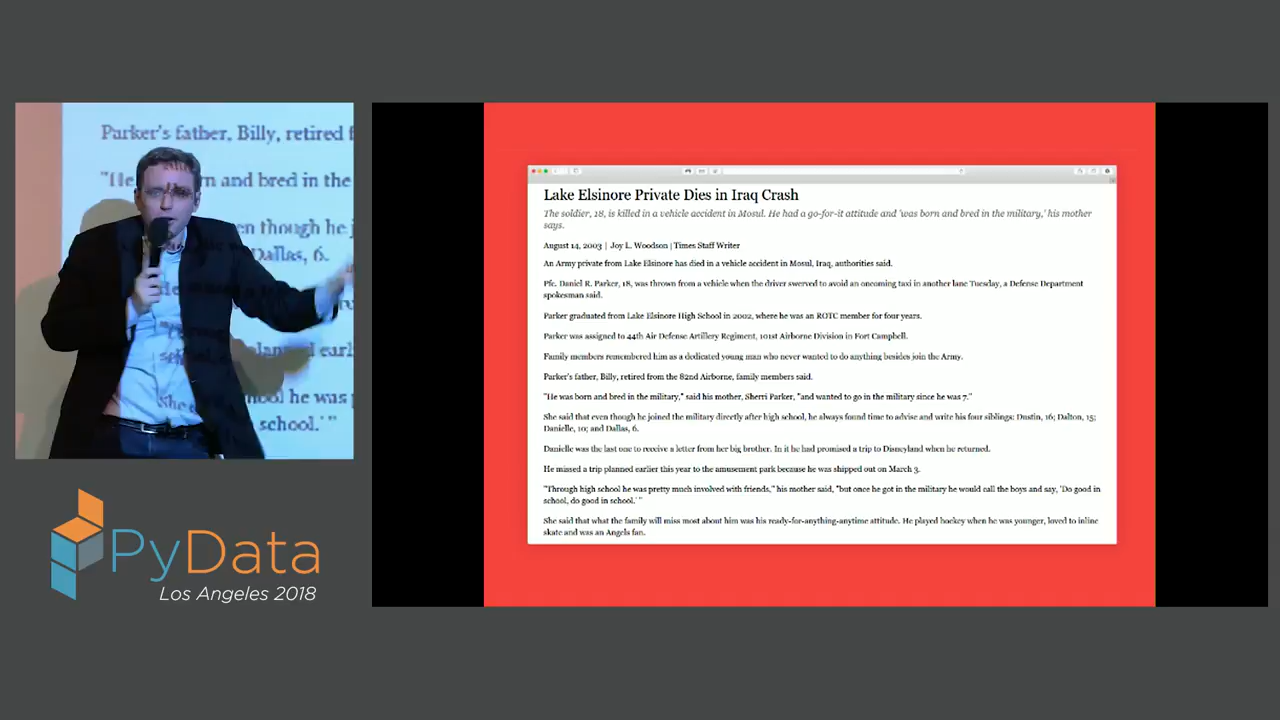 Parker's father, Billy, retired f
"He rn and bred in the
en though he j
Dallas, 6.
school.'"
PyData
Los Angeles 2018
Lake Elsinore Private Dies in Iraq Crash
The soldier, 18, is killed in a vehicle accident in Mosul. He had a go-for-it attitude and 'was born and bred in the military,' his mother
says.
August 14, 2003 | Joy L. Woodson | Times Staff Writer
An Army private from Lake Elsinore has died in a vehicle accident in Mosul, Iraq, authorities said.
Pfc. Daniel R. Parker, 18, was thrown from a vehicle when the driver swerved to avoid an oncoming taxi in another lane Tuesday, a Defense Department
spokesman said.
Parker graduated from Lake Elsinore High School in 2002, where he was an ROTC member for four years.
Parker was assigned to 44th Air Defense Artillery Regiment, 101st Airborne Division in Fort Campbell.
Family members remembered him as a dedicated young man who never wanted to do anything besides join the Army.
Parker's father, Billy, retired from the 82nd Airborne, family members said.
"He was born and bred in the military," said his mother, Sherri Parker, "and wanted to go in the military since he was 7."
She said that even though he joined the military directly after high school, he always found time to advise and write his four siblings: Dustin, 16; Dalton, 15;
Danielle, 10; and Dallas, 6.
Danielle was the last one to receive a letter from her big brother. In it he had promised a trip to Disneyland when he returned.
He missed a trip planned earlier this year to the amusement park because he was shipped out on March 3.
"Through high school he was pretty much involved with friends," his mother said, "but once he got in the military he would call the boys and say, 'Do good in
school, do good in school.' "
She said that what the family will miss most about him was his ready-for-anything-anytime attitude. He played hockey when he was younger, loved to inline
skate and was an Angels fan.